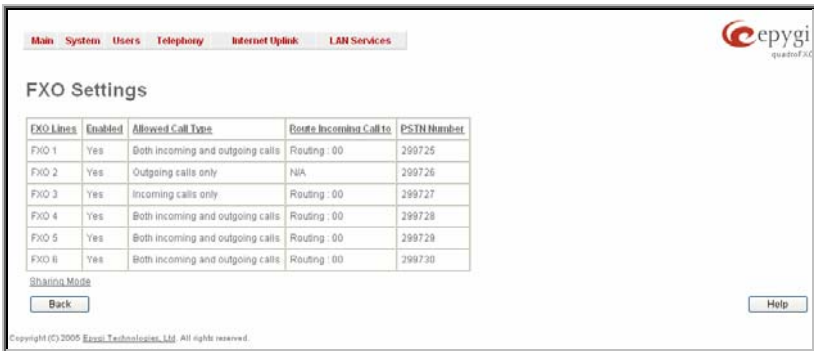 Main System Users Telephony Internet Uplink LAN Services
epygi
quadroFXO
FXO Settings
FXO Lines Enabled Allowed Call Type Route Incoming Call to PSTN Number
FXO 1 Yes Both incoming and outgoing calls Routing : 00 299725
FXO 2 Yes Outgoing calls only N/A 299726
FXO 3 Yes Incoming calls only Routing : 00 299727
FXO 4 Yes Both incoming and outgoing calls Routing : 00 299728
FXO 5 Yes Both incoming and outgoing calls Routing : 00 299729
FXO 6 Yes Both incoming and outgoing calls Routing : 00 299730
Sharing Mode
Back Help
Copyright (C) 2005 Epygi Technologies, Ltd. All rights reserved.